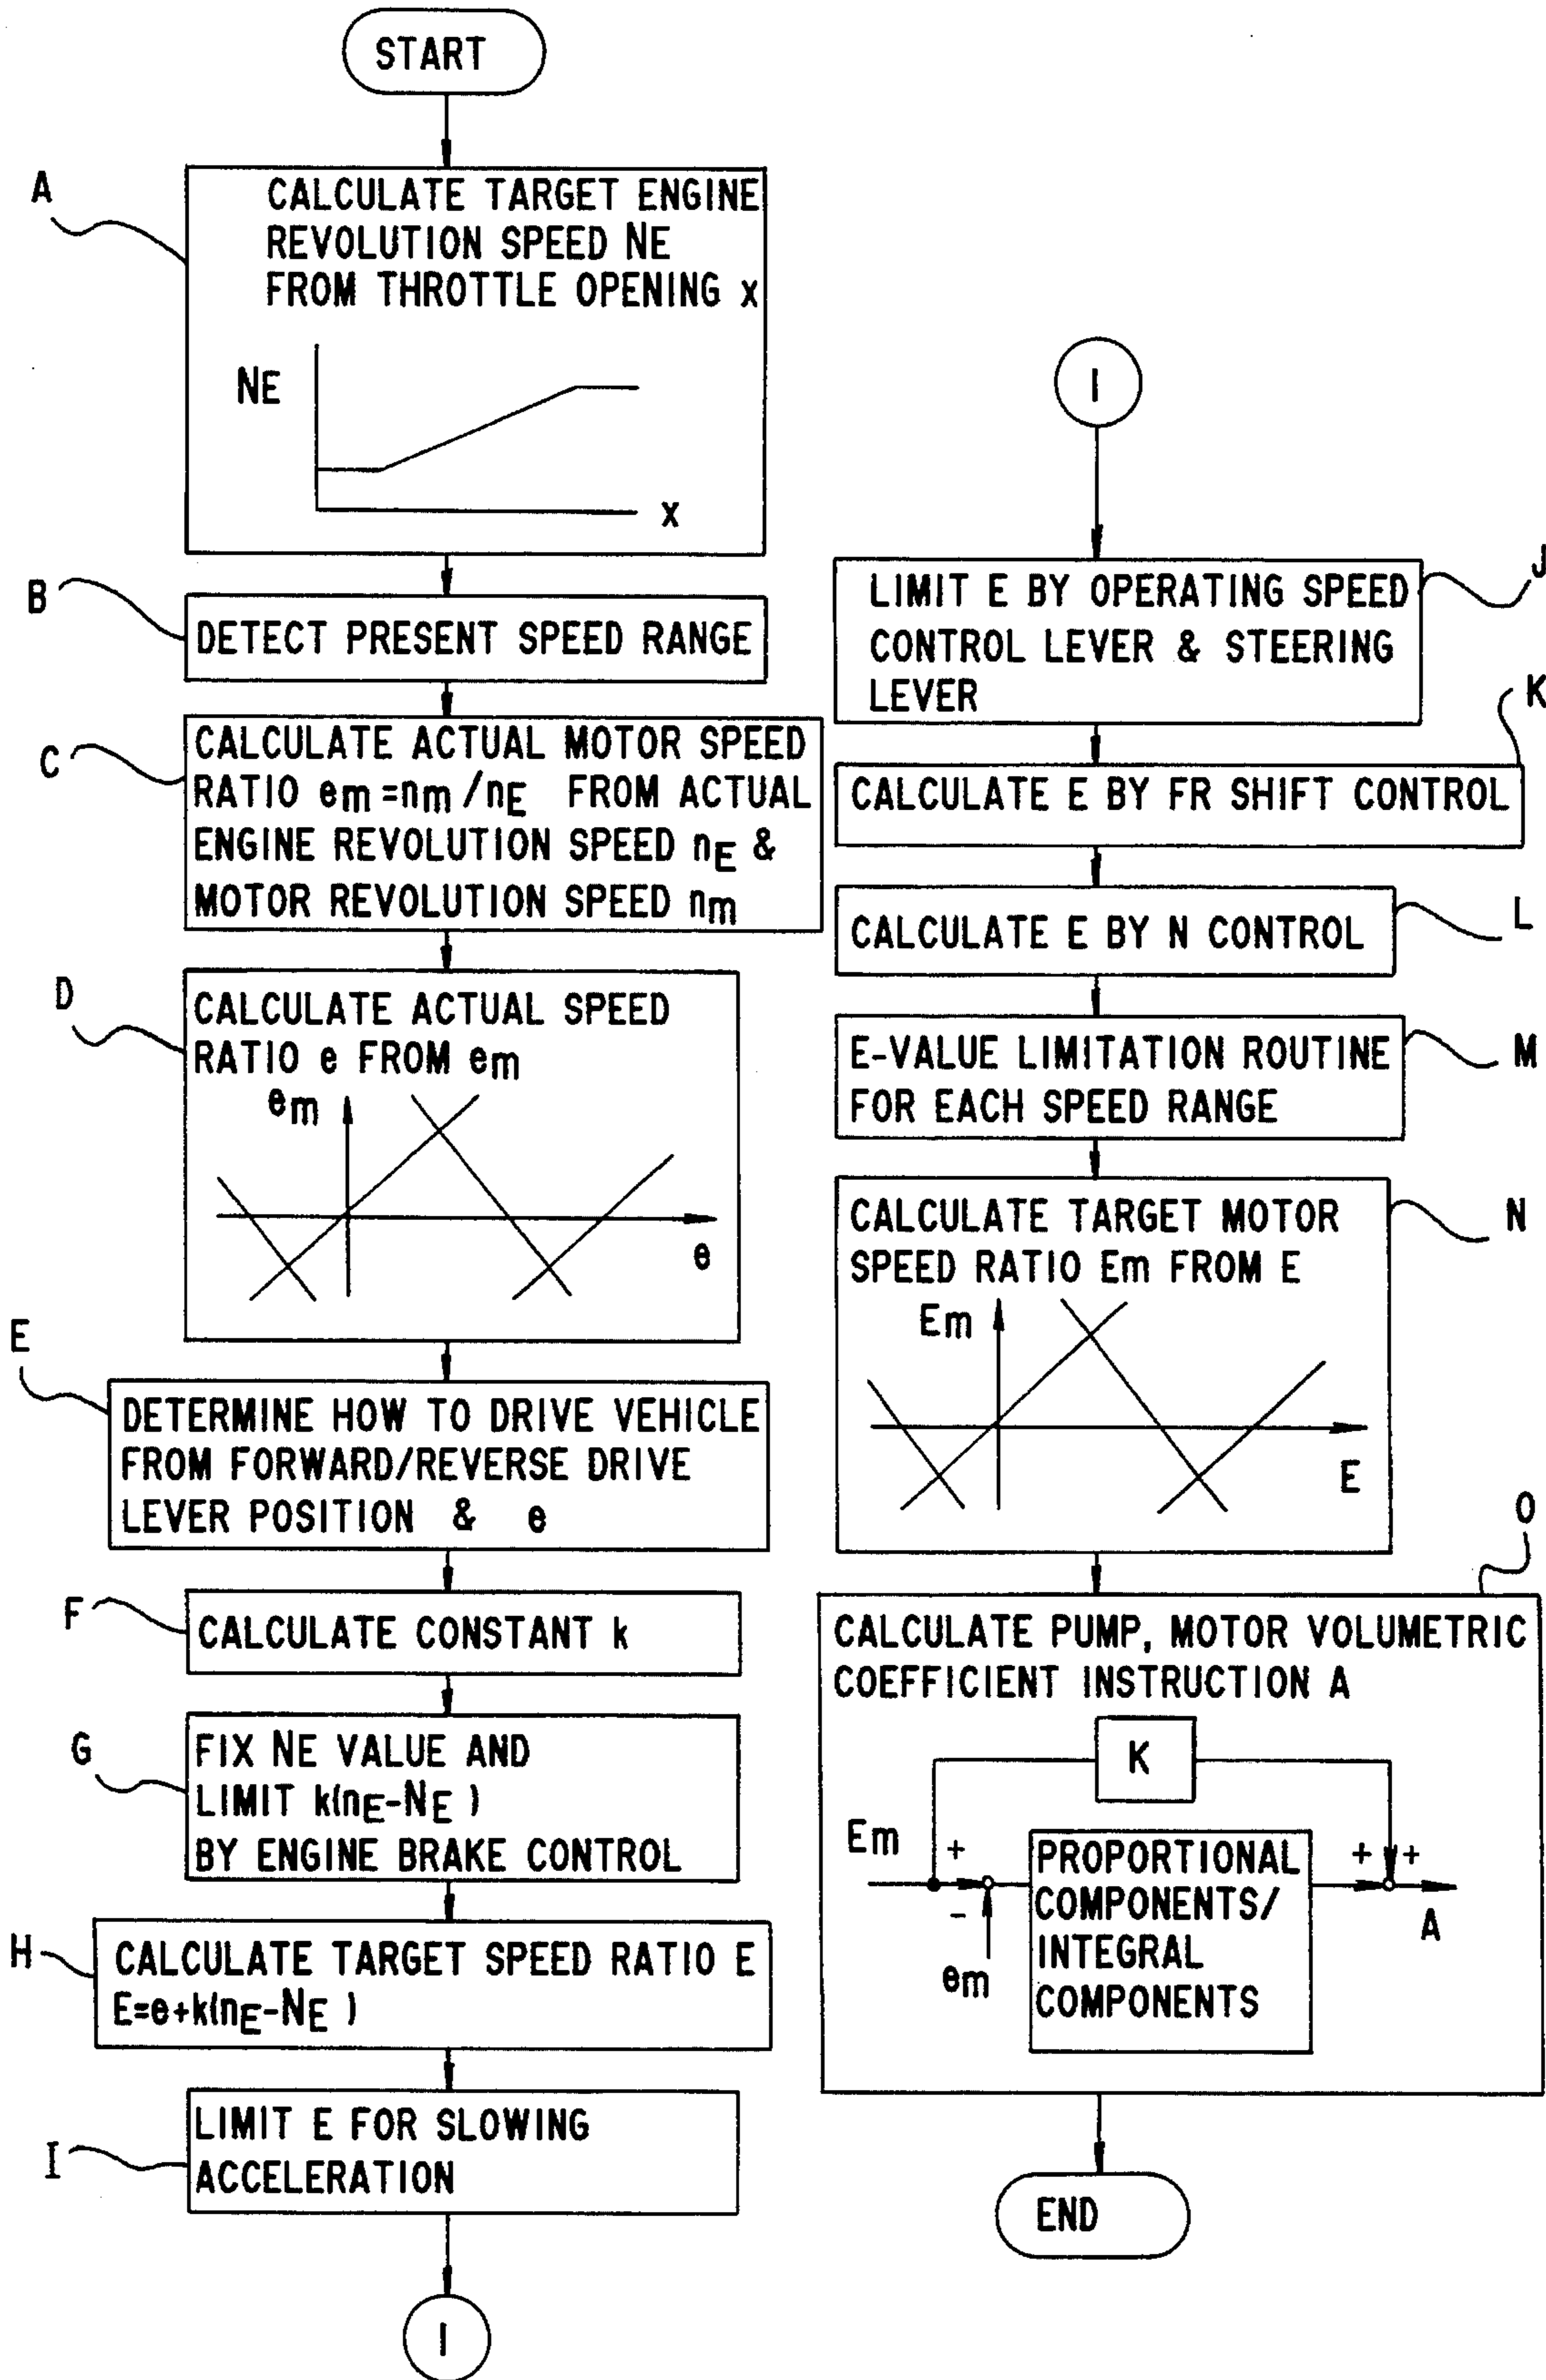 START
A
CALCULATE TARGET ENGINE
REVOLUTION SPEED NE
FROM THROTTLE OPENING x
NE
x
B
DETECT PRESENT SPEED RANGE
C
CALCULATE ACTUAL MOTOR SPEED
RATIO em=nm/nE FROM ACTUAL
ENGINE REVOLUTION SPEED nE &
MOTOR REVOLUTION SPEED nm
D
CALCULATE ACTUAL SPEED
RATIO e FROM em
em
e
E
DETERMINE HOW TO DRIVE VEHICLE
FROM FORWARD/REVERSE DRIVE
LEVER POSITION & e
F
CALCULATE CONSTANT k
G
FIX NE VALUE AND
LIMIT k(nE-NE)
BY ENGINE BRAKE CONTROL
H
CALCULATE TARGET SPEED RATIO E
E=e+k(nE-NE)
I
LIMIT E FOR SLOWING
ACCELERATION
1
1
J
LIMIT E BY OPERATING SPEED
CONTROL LEVER & STEERING
LEVER
K
CALCULATE E BY FR SHIFT CONTROL
L
CALCULATE E BY N CONTROL
M
E-VALUE LIMITATION ROUTINE
FOR EACH SPEED RANGE
N
CALCULATE TARGET MOTOR
SPEED RATIO Em FROM E
Em
E
O
CALCULATE PUMP, MOTOR VOLUMETRIC
COEFFICIENT INSTRUCTION A
K
Em + - em
PROPORTIONAL
COMPONENTS/
INTEGRAL
COMPONENTS
+ +
A
END